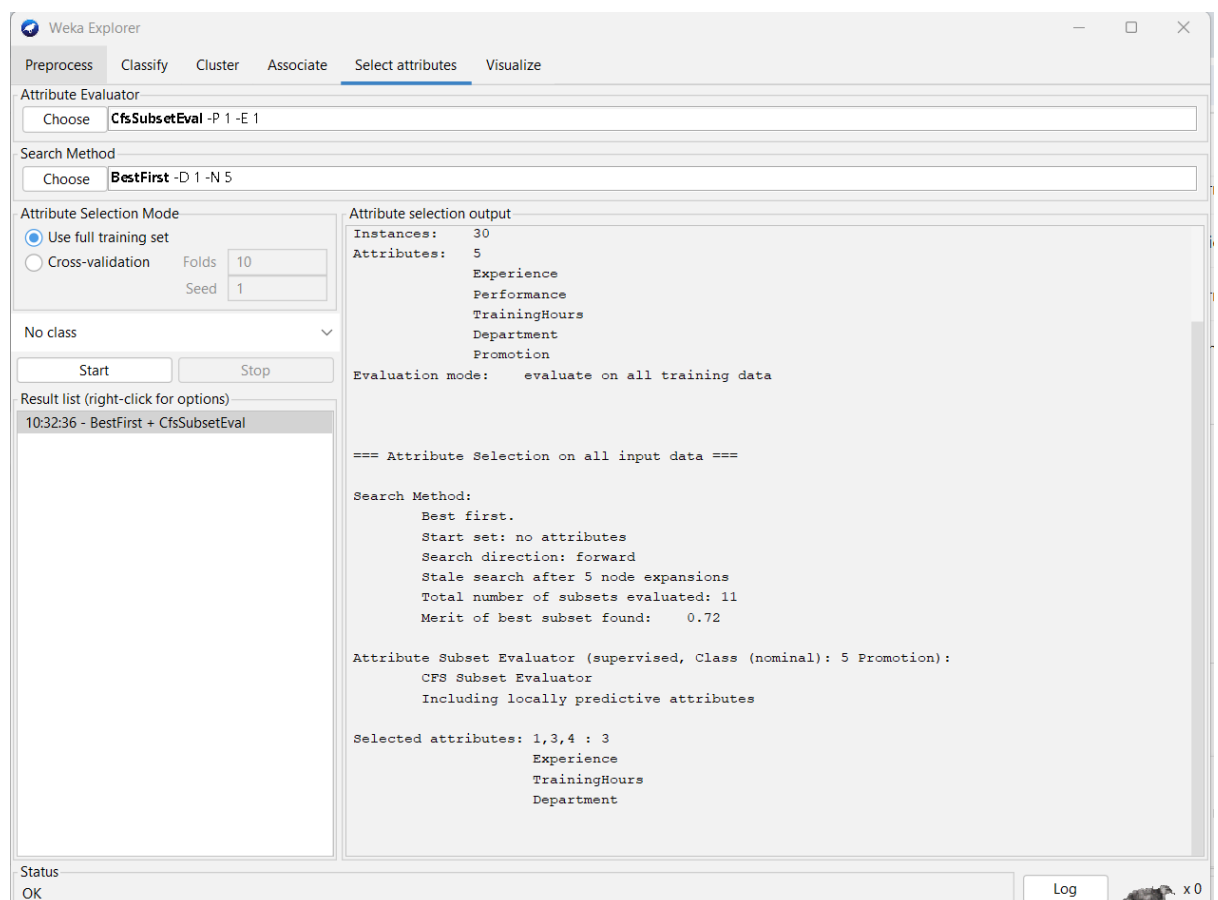 Weka Explorer
Preprocess Classify Cluster Associate Select attributes Visualize
Attribute Evaluator
Choose CfsSubsetEval -P 1 -E 1
Search Method
Choose BestFirst -D 1 -N 5
Attribute Selection Mode
Use full training set
Cross-validation Folds 10
Seed 1
No class
Start Stop
Result list (right-click for options)
10:32:36 - BestFirst + CfsSubsetEval
Attribute selection output
Instances: 30
Attributes: 5
Experience
Performance
TrainingHours
Department
Promotion
Evaluation mode: evaluate on all training data
=== Attribute Selection on all input data ===
Search Method:
Best first.
Start set: no attributes
Search direction: forward
Stale search after 5 node expansions
Total number of subsets evaluated: 11
Merit of best subset found: 0.72
Attribute Subset Evaluator (supervised, Class (nominal): 5 Promotion):
CFS Subset Evaluator
Including locally predictive attributes
Selected attributes: 1,3,4 : 3
Experience
TrainingHours
Department
Status
OK
Log x 0